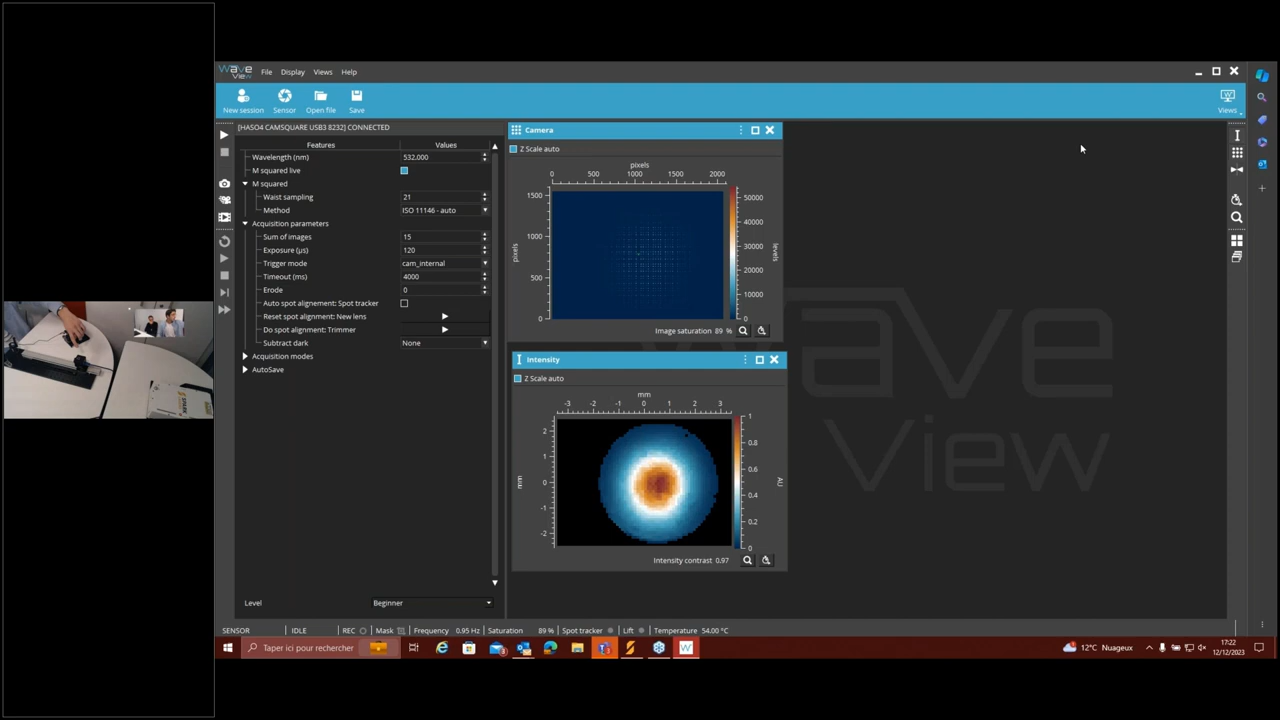 wave
View
File Display Views Help
New session Sensor Open file Save Views
[HASO4 CAMSQUARE USB3 8232] CONNECTED
Features Values
Wavelength (nm) 532,000
M squared live
M squared
Waist sampling 21
Method ISO 11146 - auto
Acquisition parameters
Sum of images 15
Exposure (µs) 120
Trigger mode cam_internal
Timeout (ms) 4000
Erode 0
Auto spot alignment: Spot tracker
Reset spot alignment: New lens
Do spot alignment: Trimmer
Subtract dark None
Acquisition modes
AutoSave
Level Beginner
Camera
Z Scale auto
pixels
0 500 1000 1500 2000
1500
1000
500
0
pixels
50000
40000
30000
20000
10000
0
levels
Image saturation 89 %
Intensity
Z Scale auto
mm
-3 -2 -1 0 1 2 3
2
1
0
-1
-2
mm
1
0.8
0.6
0.4
0.2
0
AU
Intensity contrast 0.97
wave
View
SENSOR IDLE REC Mask Frequency 0.95 Hz Saturation 89 % Spot tracker Lift Temperature 54.00 °C
Taper ici pour rechercher
12°C Nuageux
17:22
12/12/2023